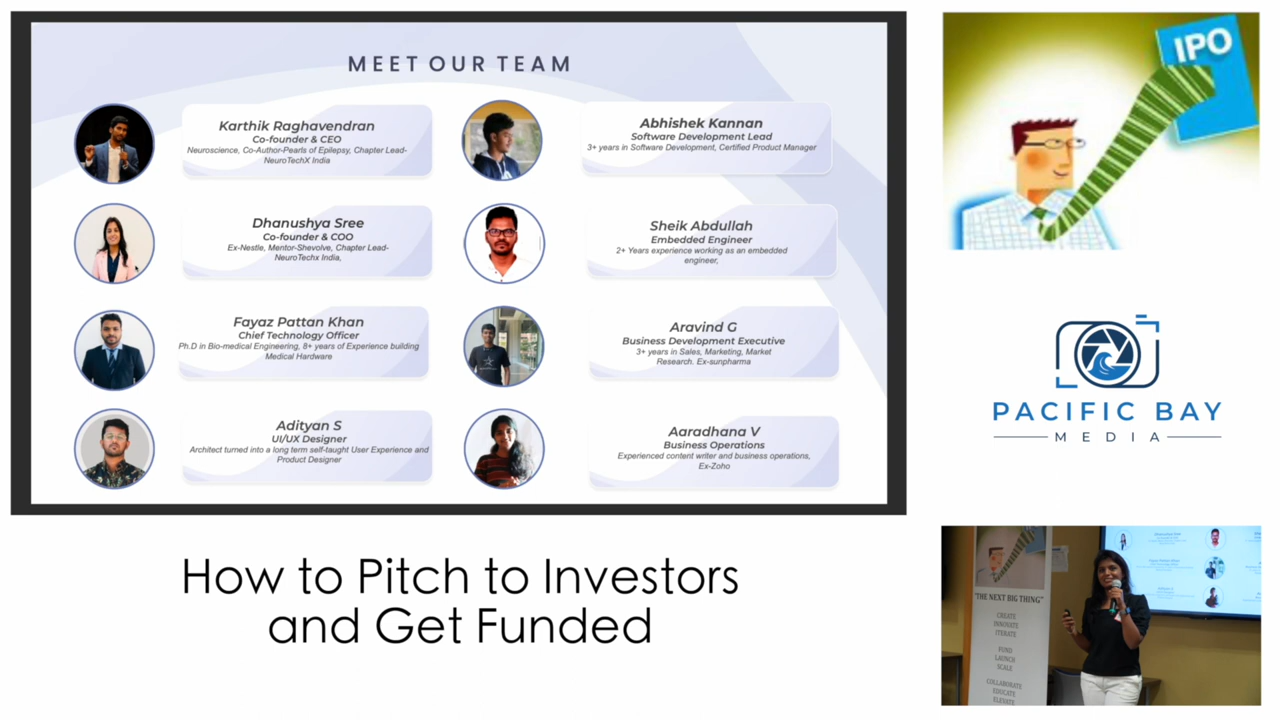 MEET OUR TEAM
Karthik Raghavendran
Co-founder & CEO
Neuroscience, Co-Author-Pearls of Epilepsy, Chapter Lead-
NeuroTechX India
Abhishek Kannan
Software Development Lead
3+ years in Software Development, Certified Product Manager
Dhanushya Sree
Co-founder & COO
Ex-Nestle, Mentor-Shevolve, Chapter Lead-
NeuroTechx India,
Sheik Abdullah
Embedded Engineer
2+ Years experience working as an embedded
engineer,
Fayaz Pattan Khan
Chief Technology Officer
Ph.D in Bio-medical Engineering, 8+ years of Experience building
Medical Hardware
Aravind G
Business Development Executive
3+ years in Sales, Marketing, Market
Research. Ex-sunpharma
Adityan S
UI/UX Designer
Architect turned into a long term self-taught User Experience and
Product Designer
Aaradhana V
Business Operations
Experienced content writer and business operations,
Ex-Zoho
How to Pitch to Investors
and Get Funded
IPO
PACIFIC BAY
MEDIA
"THE NEXT BIG THING"
CREATE
INNOVATE
ITERATE
FUND
LAUNCH
SCALE
COLLABORATE
EDUCATE
ELEVATE